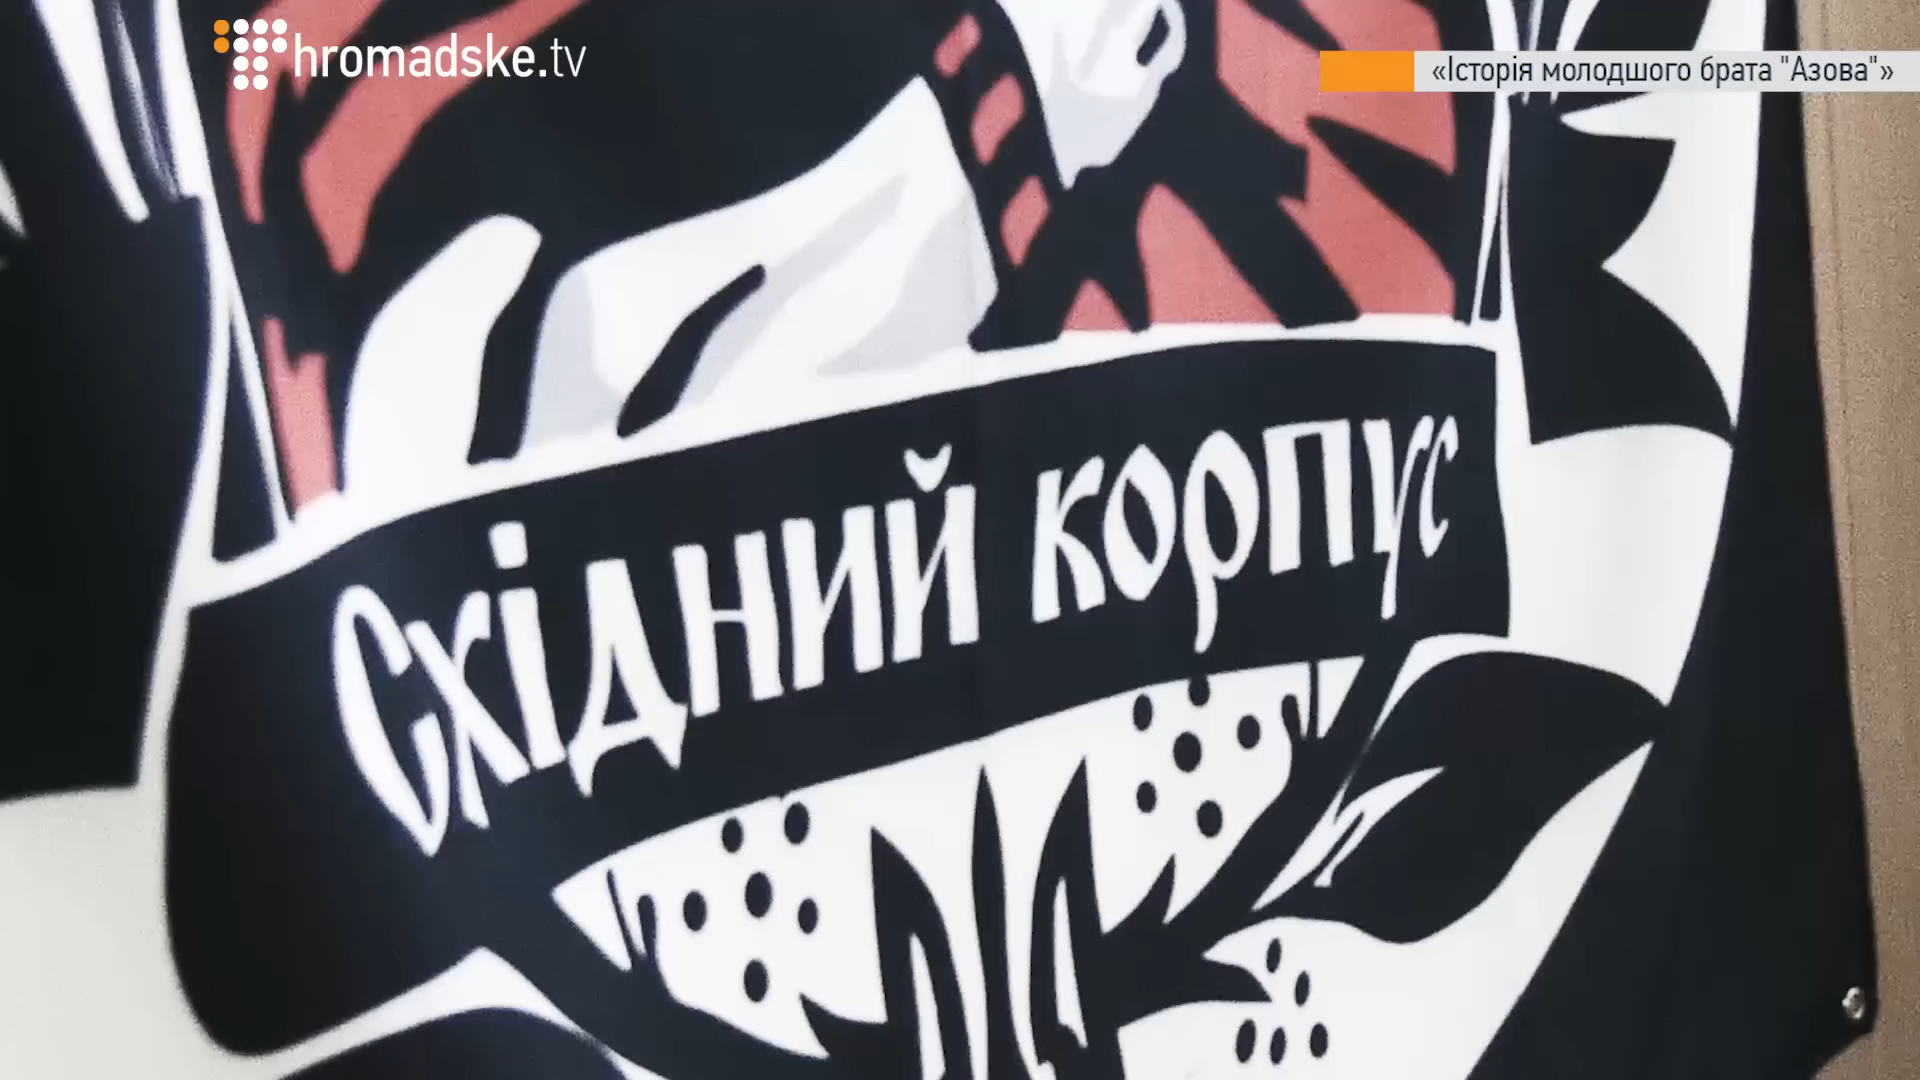 hromadske.tv
«Історія молодшого брата "Азова"»
Східний корпус